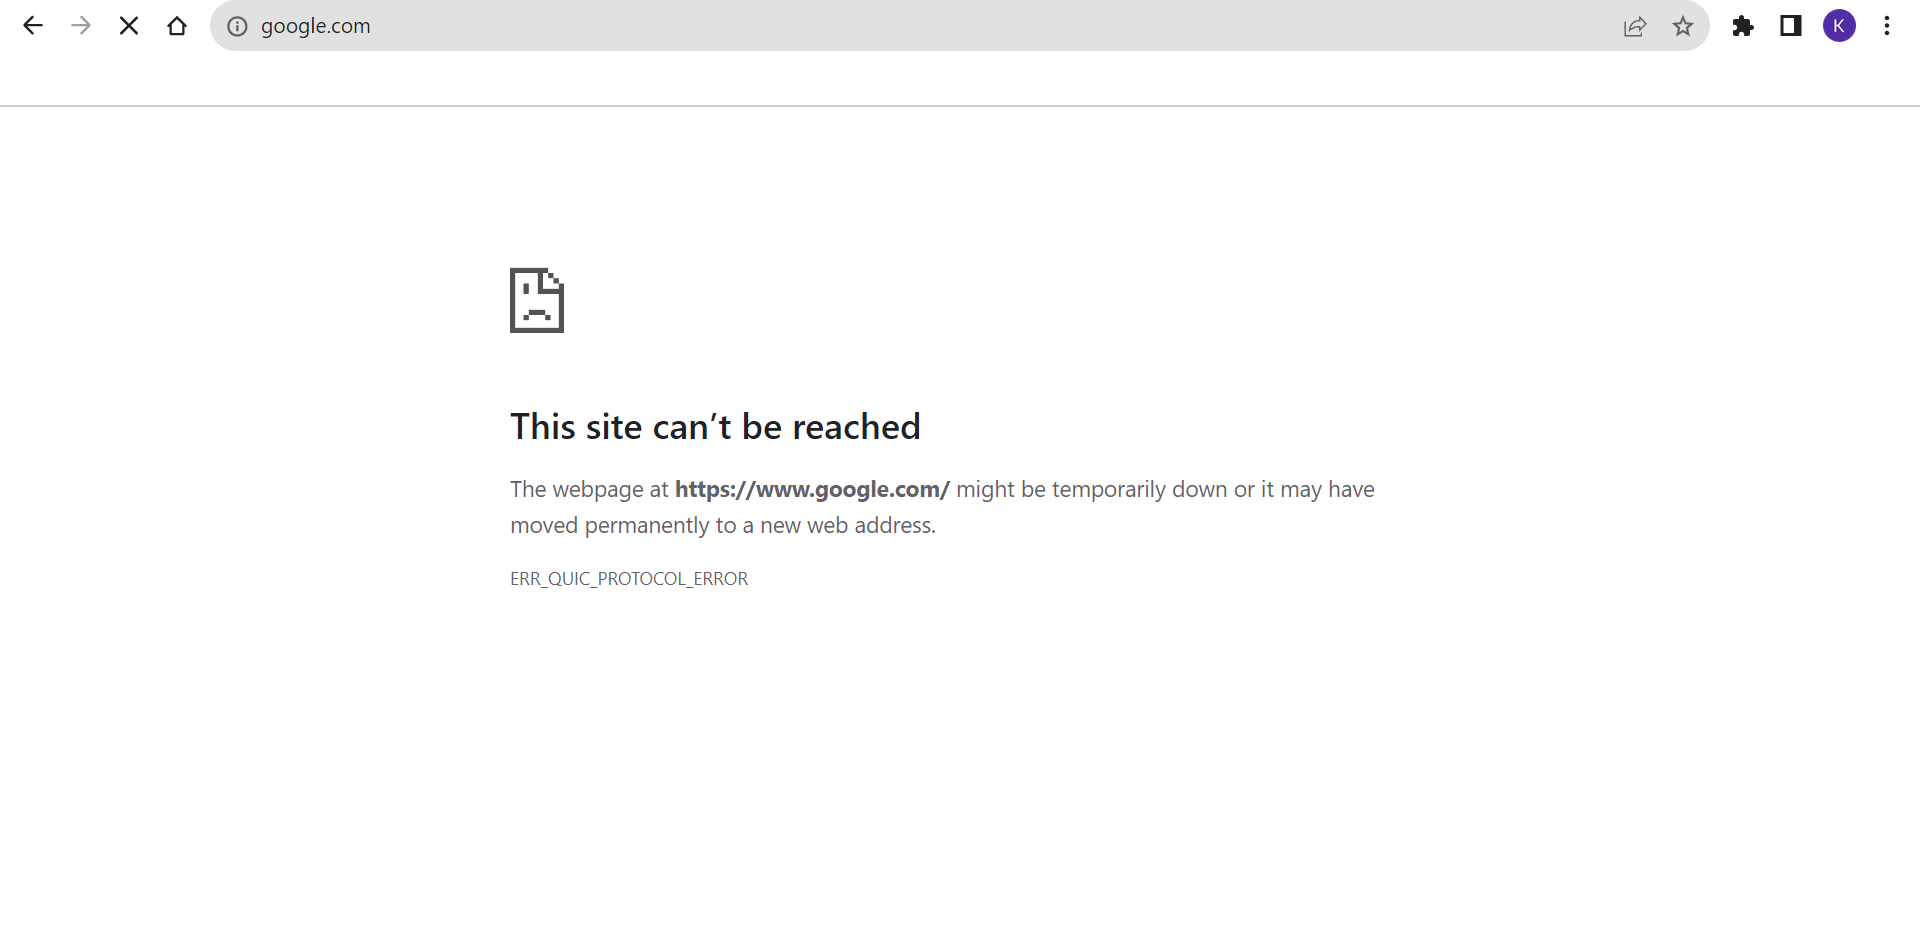 google.com
K
This site can’t be reached
The webpage at https://www.google.com/ might be temporarily down or it may have
moved permanently to a new web address.
ERR_QUIC_PROTOCOL_ERROR